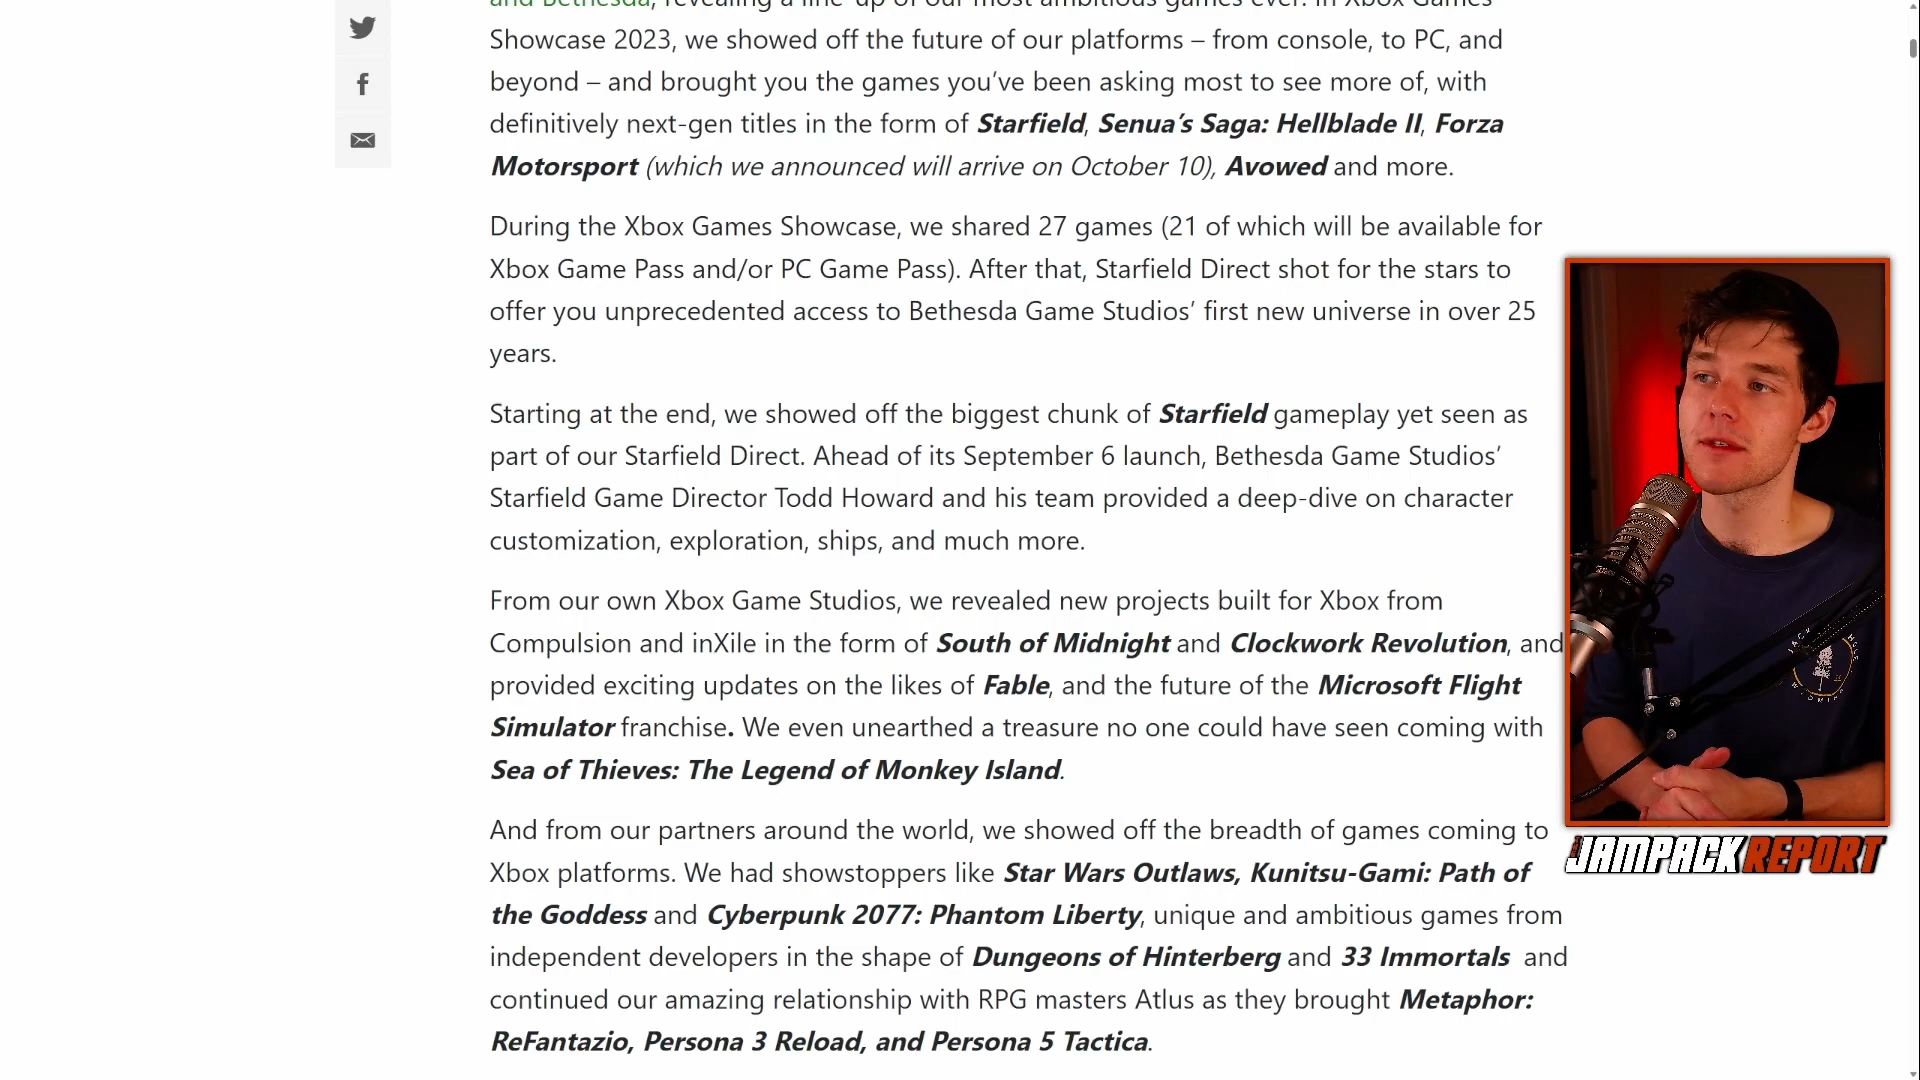 and Bethesda, revealing a line-up of our most ambitious games ever. In Xbox Games
Showcase 2023, we showed off the future of our platforms – from console, to PC, and
beyond – and brought you the games you’ve been asking most to see more of, with
definitively next-gen titles in the form of Starfield, Senua’s Saga: Hellblade II, Forza
Motorsport (which we announced will arrive on October 10), Avowed and more.
During the Xbox Games Showcase, we shared 27 games (21 of which will be available for
Xbox Game Pass and/or PC Game Pass). After that, Starfield Direct shot for the stars to
offer you unprecedented access to Bethesda Game Studios’ first new universe in over 25
years.
Starting at the end, we showed off the biggest chunk of Starfield gameplay yet seen as
part of our Starfield Direct. Ahead of its September 6 launch, Bethesda Game Studios’
Starfield Game Director Todd Howard and his team provided a deep-dive on character
customization, exploration, ships, and much more.
From our own Xbox Game Studios, we revealed new projects built for Xbox from
Compulsion and inXile in the form of South of Midnight and Clockwork Revolution, and
provided exciting updates on the likes of Fable, and the future of the Microsoft Flight
Simulator franchise. We even unearthed a treasure no one could have seen coming with
Sea of Thieves: The Legend of Monkey Island.
And from our partners around the world, we showed off the breadth of games coming to
Xbox platforms. We had showstoppers like Star Wars Outlaws, Kunitsu-Gami: Path of
the Goddess and Cyberpunk 2077: Phantom Liberty, unique and ambitious games from
independent developers in the shape of Dungeons of Hinterberg and 33 Immortals and
continued our amazing relationship with RPG masters Atlus as they brought Metaphor:
ReFantazio, Persona 3 Reload, and Persona 5 Tactica.
JAMPACK REPORT